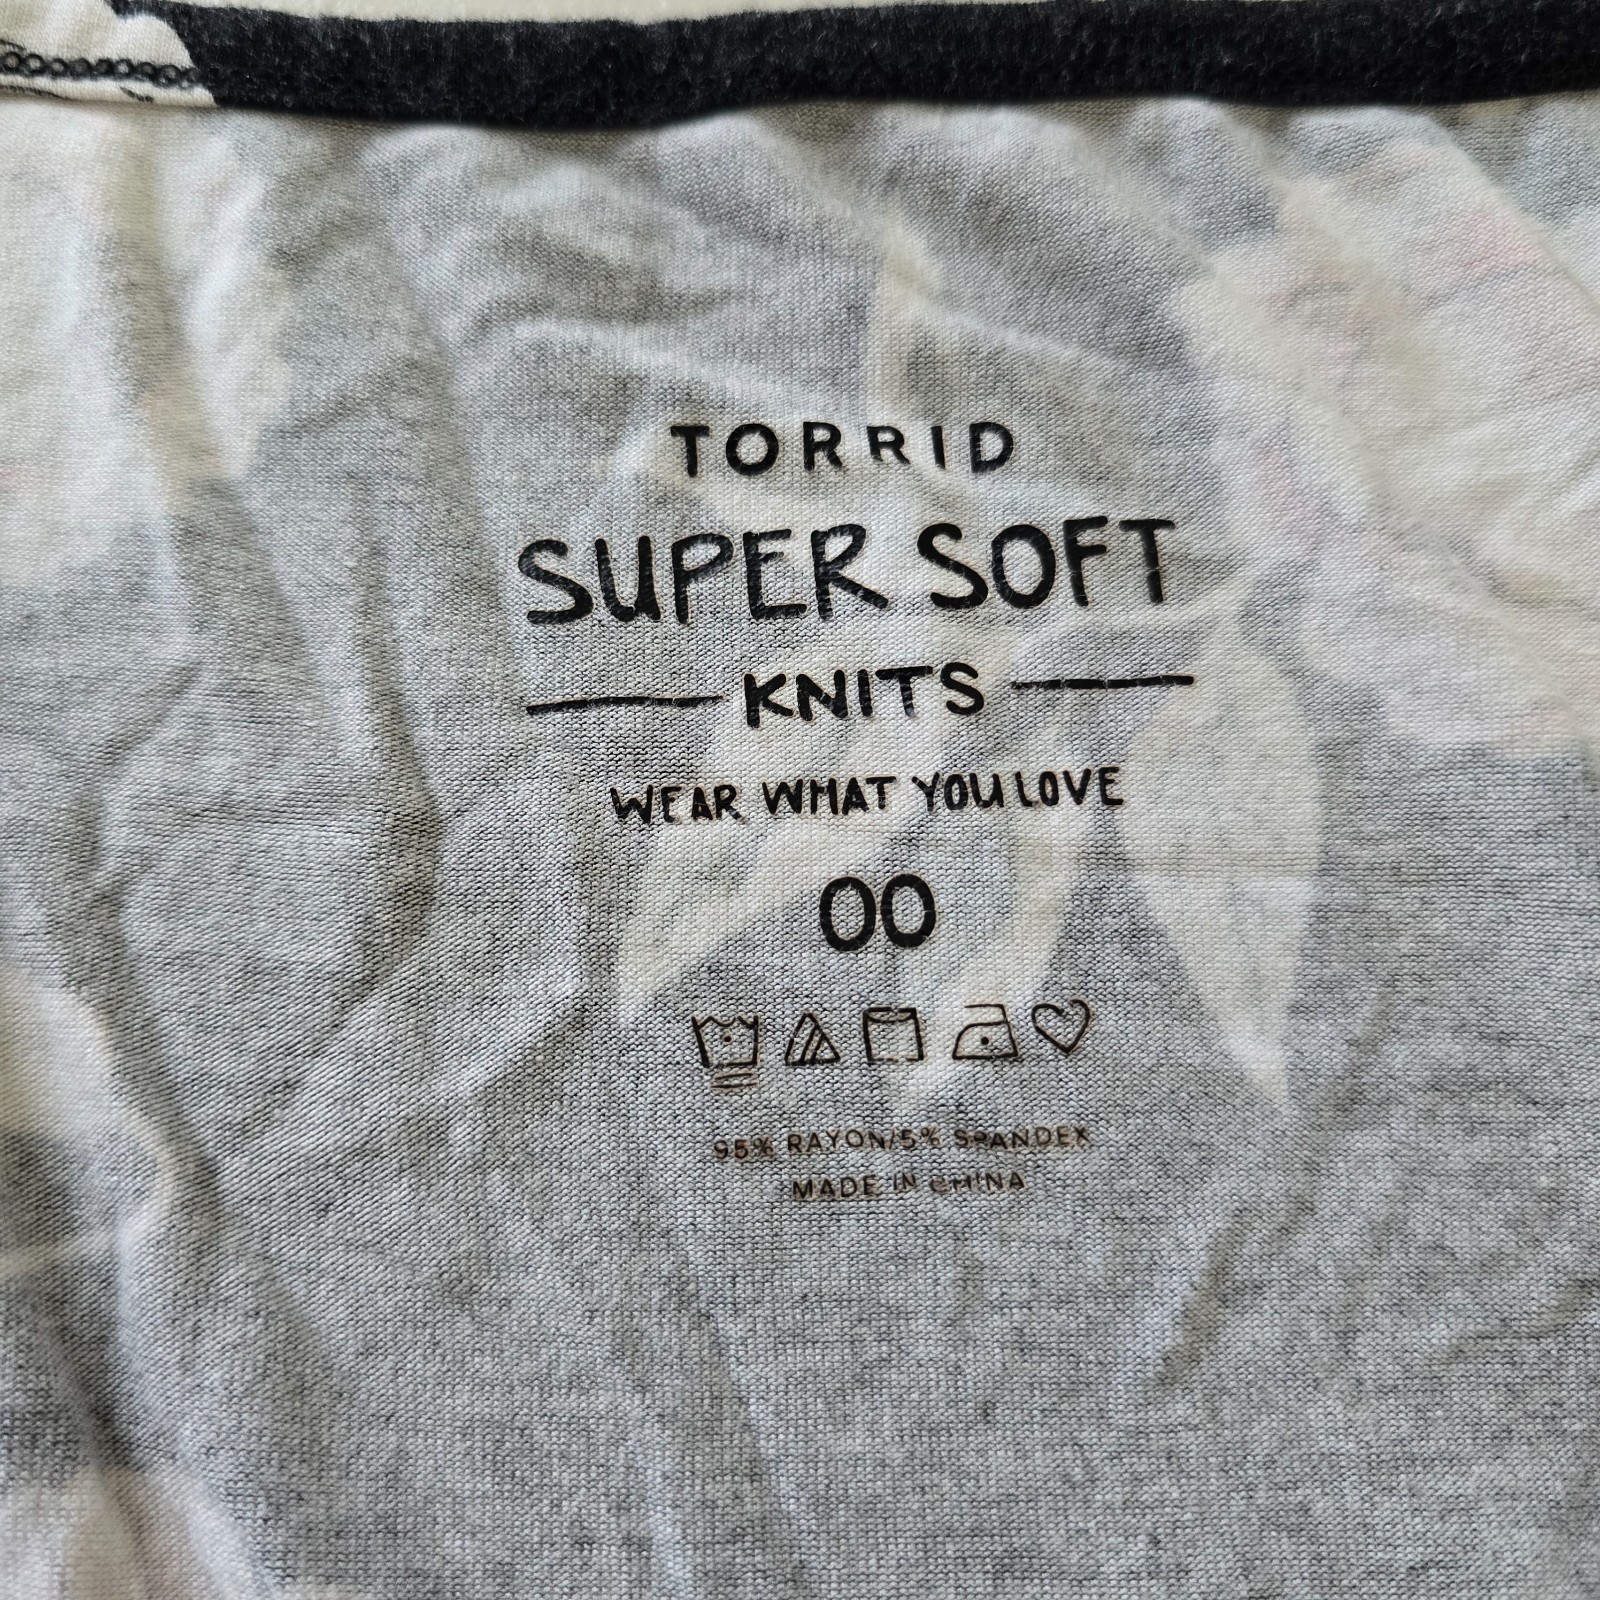 TORRID
SUPER SOFT
KNITS
WEAR WHAT YOU LOVE
00
95% RAYON/5% SPANDEX
MADE IN CHINA